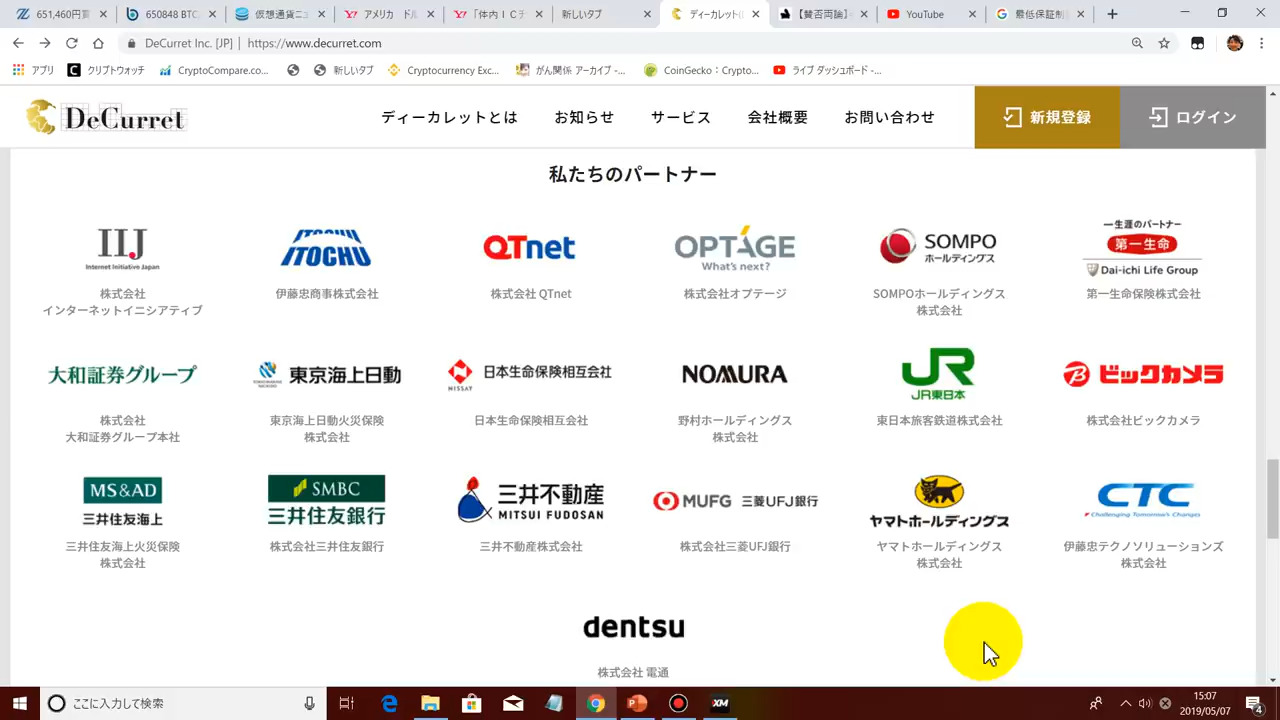 651,460円賣
650848 BTC
仮想通貨ニ
アメリカ ドル
「体内ＩＣチ
新しいタブ
ディーカレット(
【賛否両論】
YouTube
最低保証制
DeCurret Inc. [JP] | https://www.decurret.com
アプリ
クリプトウォッチ
CryptoCompare.co...
新しいタブ
Cryptocurrency Exc...
がん関係 アーカイブ -...
CoinGecko：Crypto...
ライブ ダッシュボード -...
DeCurret
ディーカレットとは
お知らせ
サービス
会社概要
お問い合わせ
新規登録
ログイン
私たちのパートナー
IIJ
Internet Initiative Japan
株式会社
インターネットイニシアティブ
ITOCHU
伊藤忠商事株式会社
QTnet
株式会社 QTnet
OPTAGE
What's next?
株式会社オプテージ
SOMPO
ホールディングス
SOMPOホールディングス
株式会社
一生涯のパートナー
第一生命
Dai-ichi Life Group
第一生命保険株式会社
大和証券グループ
株式会社
大和証券グループ本社
東京海上日動
東京海上日動火災保険
株式会社
NISSAY
日本生命保険相互会社
日本生命保険相互会社
NOMURA
野村ホールディングス
株式会社
JR
JR東日本
東日本旅客鉄道株式会社
ビックカメラ
株式会社ビックカメラ
MS&AD
三井住友海上
三井住友海上火災保険
株式会社
SMBC
三井住友銀行
株式会社三井住友銀行
三井不動産
MITSUI FUDOSAN
三井不動産株式会社
MUFG 三菱UFJ銀行
株式会社三菱UFJ銀行
ヤマトホールディングス
ヤマトホールディングス
株式会社
CTC
Challenging Tomorrow's Changes
伊藤忠テクノソリューションズ
株式会社
dentsu
株式会社 電通
ここに入力して検索
XM
15:07
2019/05/07
4